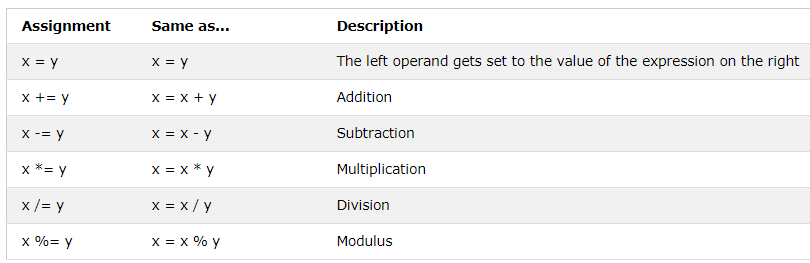 Assignment Same as... Description
x = y x = y The left operand gets set to the value of the expression on the right
x += y x = x + y Addition
x -= y x = x - y Subtraction
x *= y x = x * y Multiplication
x /= y x = x / y Division
x %= y x = x % y Modulus